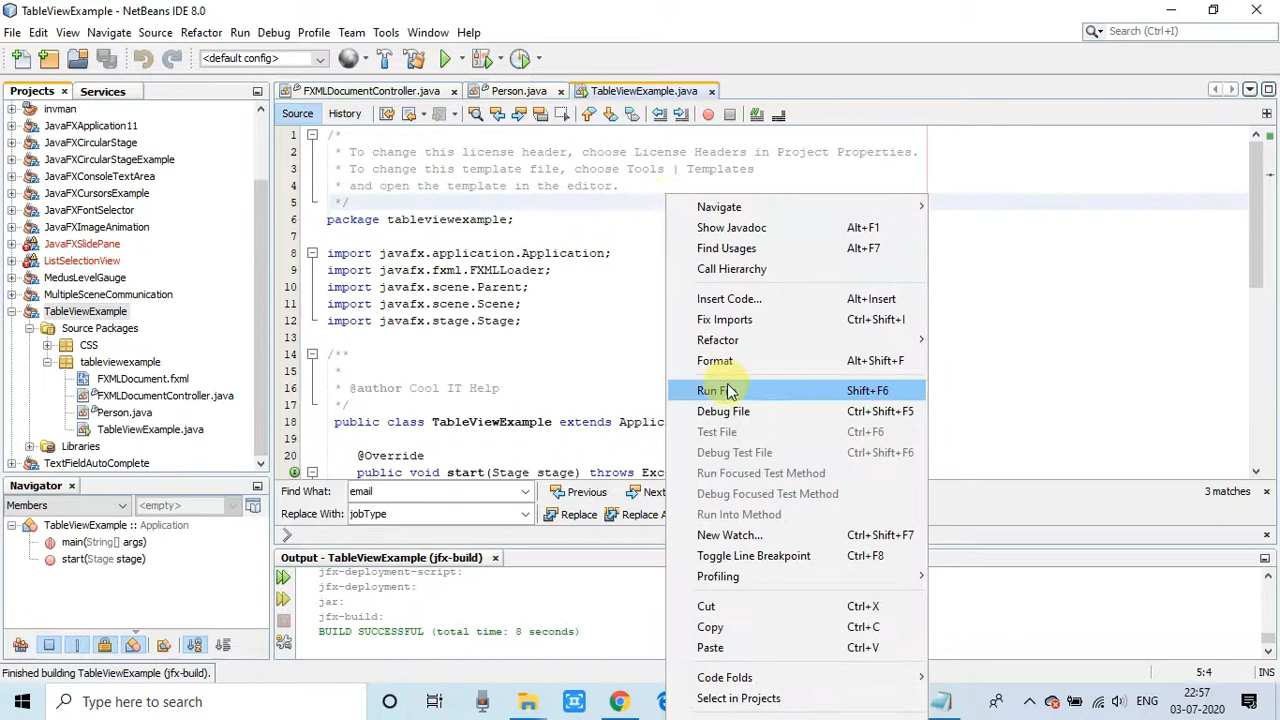 TableViewExample - NetBeans IDE 8.0
File Edit View Navigate Source Refactor Run Debug Profile Team Tools Window Help
Search (Ctrl+I)
<default config>
Projects Services
invman
JavaFXApplication11
JavaFXCircularStage
JavaFXCircularStageExample
JavaFXConsoleTextArea
JavaFXCursorsExample
JavaFXFontSelector
JavaFXImageAnimation
JavaFXSlidePane
ListSelectionView
MedusLevelGauge
MultipleSceneCommunication
TableViewExample
Source Packages
CSS
tableviewexample
FXMLDocument.fxml
FXMLDocumentController.java
Person.java
TableViewExample.java
Libraries
TextFieldAutoComplete
Navigator
Members <empty>
TableViewExample :: Application
main(String[] args)
start(Stage stage)
FXMLDocumentController.java Person.java TableViewExample.java
Source History
1 /*
2 * To change this license header, choose License Headers in Project Properties.
3 * To change this template file, choose Tools | Templates
4 * and open the template in the editor.
5 */
6 package tableviewexample;
7
8 import javafx.application.Application;
9 import javafx.fxml.FXMLLoader;
10 import javafx.scene.Parent;
11 import javafx.scene.Scene;
12 import javafx.stage.Stage;
13
14 /**
15 *
16 * @author Cool IT Help
17 */
18 public class TableViewExample extends Applic
19
20 @Override
public void start(Stage stage) throws Exc
Navigate
Show Javadoc Alt+F1
Find Usages Alt+F7
Call Hierarchy
Insert Code... Alt+Insert
Fix Imports Ctrl+Shift+I
Refactor
Format Alt+Shift+F
Run F Shift+F6
Debug File Ctrl+Shift+F5
Test File Ctrl+F6
Debug Test File Ctrl+Shift+F6
Run Focused Test Method
Debug Focused Test Method
Run Into Method
New Watch... Ctrl+Shift+F7
Toggle Line Breakpoint Ctrl+F8
Profiling
Cut Ctrl+X
Copy Ctrl+C
Paste Ctrl+V
Code Folds
Select in Projects
Find What: email Previous Next 3 matches
Replace With: jobType Replace Replace A
Output - TableViewExample (jfx-build)
jfx-deployment-script:
jfx-deployment:
jar:
jfx-build:
BUILD SUCCESSFUL (total time: 8 seconds)
Finished building TableViewExample (jfx-build). 5:4 INS
Type here to search
ENG
22:57
03-07-2020